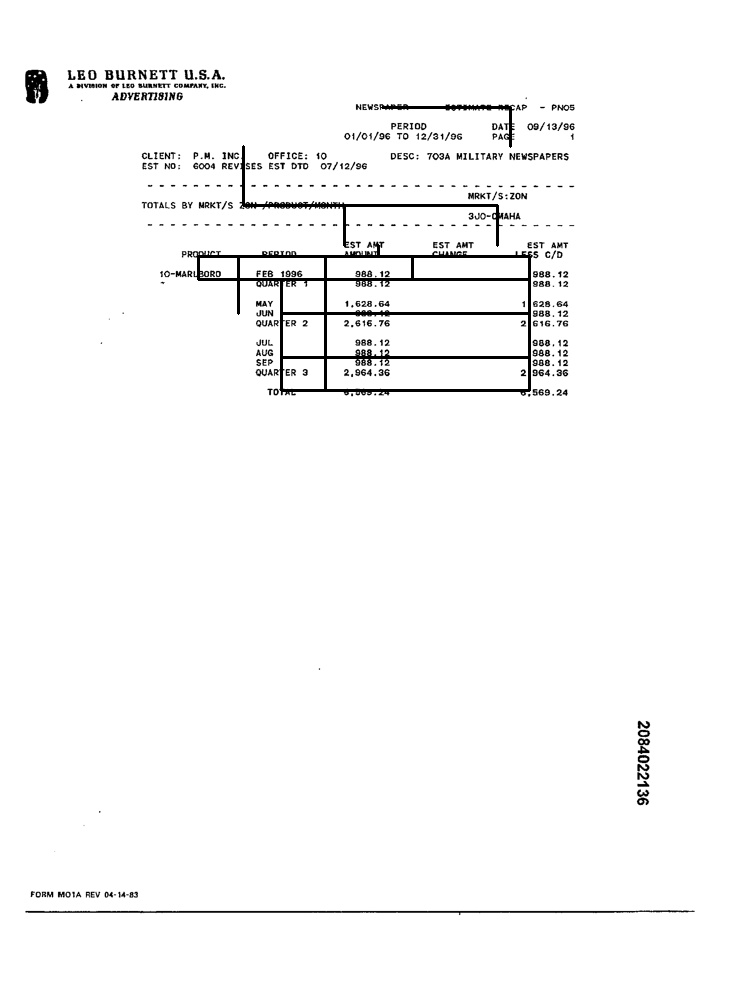 LEO BURNETT U.S.A.
A DIVISION OF LEO BURNETT COMPANY, INC.
ADVERTISING
NEWSPAPER ESTIMATE RECAP - PN05
PERIOD DATE 09/13/96
01/01/96 TO 12/31/96 PAGE 1
CLIENT: P.M. INC. OFFICE: 10 DESC: 703A MILITARY NEWSPAPERS
EST NO: 6004 REVISES EST DTD 07/12/96
MRKT/S:ZON
TOTALS BY MRKT/S ZON /PRODUCT/MONTH
3J0-OMAHA
EST AMT EST AMT EST AMT
PRODUCT PERIOD AMOUNT CHANGE LESS C/D
10-MARLBORO FEB 1996 988.12 988.12
QUARTER 1 988.12 988.12
MAY 1,628.64 1 628.64
JUN 988.12 988.12
QUARTER 2 2,616.76 2 616.76
JUL 988.12 988.12
AUG 988.12 988.12
SEP 988.12 988.12
QUARTER 3 2,964.36 2 964.36
TOTAL 6,569.24 6,569.24
2084022136
FORM MO1A REV 04-14-83